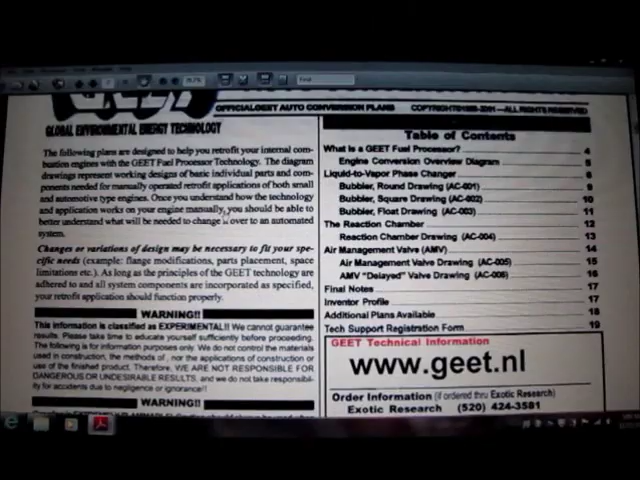 GEET
OFFICIAL GEET AUTO CONVERSION PLANS
COPYRIGHT©1998-2001 —ALL RIGHTS RESERVED
GLOBAL ENVIRONMENTAL ENERGY TECHNOLOGY
The following plans are designed to help you retrofit your internal com-
bustion engines with the GEET Fuel Processor Technology. The diagram
drawings represent working designs of basic individual parts and com-
ponents needed for manually operated retrofit applications of both small
and automotive type engines. Once you understand how the technology
and application works on your engine manually, you should be able to
better understand what will be needed to change it over to an automated
system.
Changes or variations of design may be necessary to fit your spe-
cific needs (example: flange modifications, parts placement, space
limitations etc.). As long as the principles of the GEET technology are
adhered to and all system components are incorporated as specified,
your retrofit application should function properly.
WARNING!!
This information is classified as EXPERIMENTAL!! We cannot guarantee
results. Please take time to educate yourself sufficiently before proceeding.
The following is for information purposes only. We do not control the materials
used in construction, the methods of, nor the applications of construction or
use of the finished product. Therefore, WE ARE NOT RESPONSIBLE FOR
DANGEROUS OR UNDESIRABLE RESULTS, and we do not take responsibil-
ity for accidents due to negligence or ignorance!!
WARNING!!
Table of Contents
What is a GEET Fuel Processor? 4
Engine Conversion Overview Diagram 5
Liquid-to-Vapor Phase Changer 8
Bubbler, Round Drawing (AC-001) 9
Bubbler, Square Drawing (AC-002) 10
Bubbler, Float Drawing (AC-003) 11
The Reaction Chamber 12
Reaction Chamber Drawing (AC-004) 13
Air Management Valve (AMV) 14
Air Management Valve Drawing (AC-005) 15
AMV "Delayed" Valve Drawing (AC-006) 16
Final Notes 17
Inventor Profile 17
Additional Plans Available 18
Tech Support Registration Form 19
GEET Technical Information
www.geet.nl
Order Information (if ordered thru Exotic Research)
Exotic Research (520) 424-3581